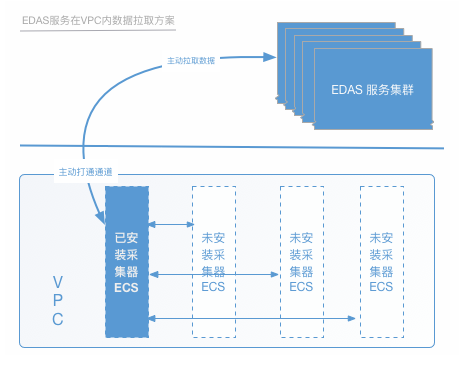 EDAS服务在VPC内数据拉取方案
主动拉取数据
EDAS 服务集群
主动打通通道
已安
装采
集器
ECS
未安
装采
集器
ECS
未安
装采
集器
ECS
未安
装采
集器
ECS
V
P
C